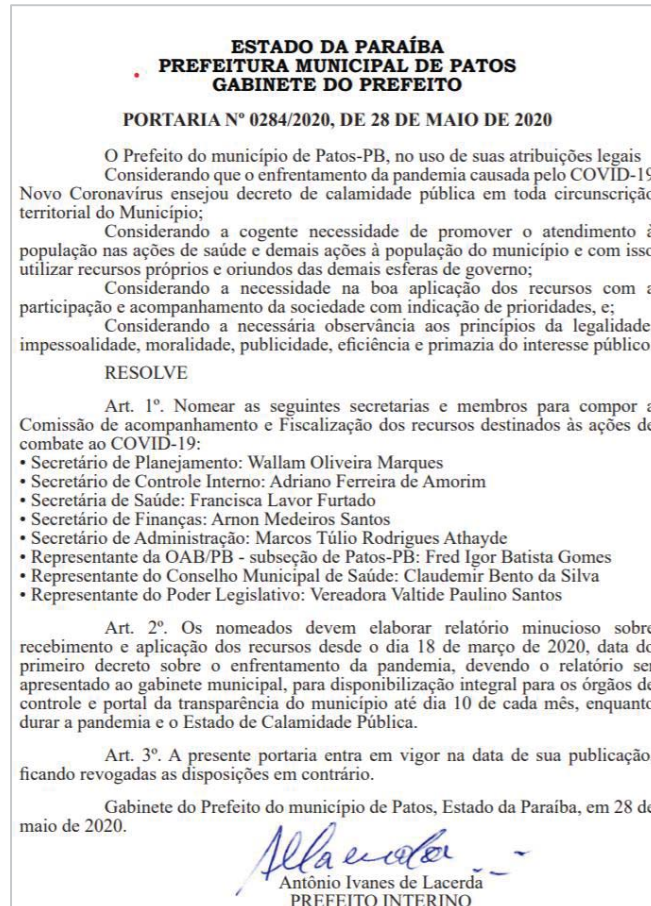 ESTADO DA PARAÍBA
PREFEITURA MUNICIPAL DE PATOS
GABINETE DO PREFEITO
PORTARIA Nº 0284/2020, DE 28 DE MAIO DE 2020
O Prefeito do município de Patos-PB, no uso de suas atribuições legais
Considerando que o enfrentamento da pandemia causada pelo COVID-19
Novo Coronavírus ensejou decreto de calamidade pública em toda circunscrição
territorial do Município;
Considerando a cogente necessidade de promover o atendimento à
população nas ações de saúde e demais ações à população do município e com isso
utilizar recursos próprios e oriundos das demais esferas de governo;
Considerando a necessidade na boa aplicação dos recursos com a
participação e acompanhamento da sociedade com indicação de prioridades, e;
Considerando a necessária observância aos princípios da legalidade
impessoalidade, moralidade, publicidade, eficiência e primazia do interesse público
RESOLVE
Art. 1º. Nomear as seguintes secretarias e membros para compor a
Comissão de acompanhamento e Fiscalização dos recursos destinados às ações de
combate ao COVID-19:
• Secretário de Planejamento: Wallam Oliveira Marques
• Secretário de Controle Interno: Adriano Ferreira de Amorim
• Secretária de Saúde: Francisca Lavor Furtado
• Secretário de Finanças: Arnon Medeiros Santos
• Secretário de Administração: Marcos Túlio Rodrigues Athayde
• Representante da OAB/PB - subseção de Patos-PB: Fred Igor Batista Gomes
• Representante do Conselho Municipal de Saúde: Claudemir Bento da Silva
• Representante do Poder Legislativo: Vereadora Valtide Paulino Santos
Art. 2º. Os nomeados devem elaborar relatório minucioso sobre
recebimento e aplicação dos recursos desde o dia 18 de março de 2020, data do
primeiro decreto sobre o enfrentamento da pandemia, devendo o relatório ser
apresentado ao gabinete municipal, para disponibilização integral para os órgãos de
controle e portal da transparência do município até dia 10 de cada mês, enquanto
durar a pandemia e o Estado de Calamidade Pública.
Art. 3º. A presente portaria entra em vigor na data de sua publicação
ficando revogadas as disposições em contrário.
Gabinete do Prefeito do município de Patos, Estado da Paraíba, em 28 de
maio de 2020.
Antônio Ivanes de Lacerda
PREFEITO INTERINO